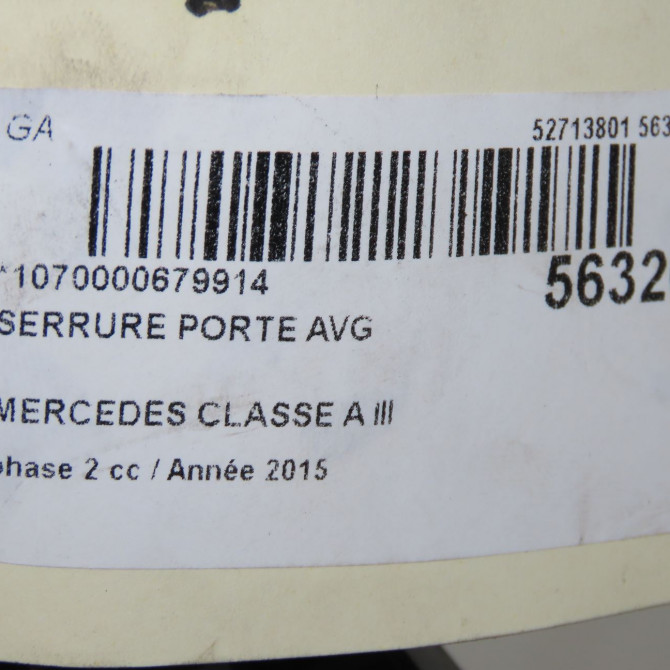 GA 52713801 563
*1070000679914 5632
SERRURE PORTE AVG
MERCEDES CLASSE A III
phase 2 cc / Année 2015